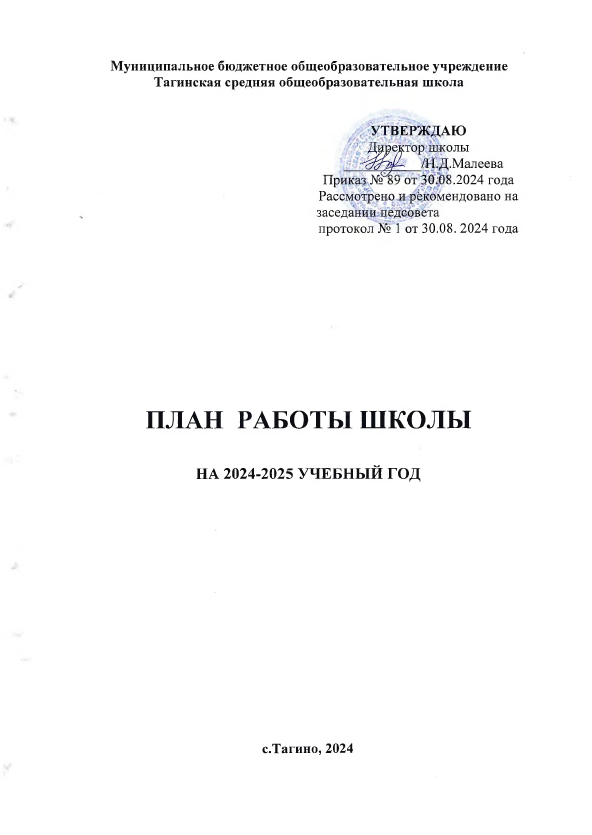 Муниципальное бюджетное общеобразовательное учреждение
Тагинская средняя общеобразовательная школа
УТВЕРЖДАЮ
Директор школы
/Н.Д.Малеева
Приказ № 89 от 30.08.2024 года
Рассмотрено и рекомендовано на
заседании педсовета
протокол № 1 от 30.08. 2024 года
ПЛАН РАБОТЫ ШКОЛЫ
НА 2024-2025 УЧЕБНЫЙ ГОД
с.Тагино, 2024